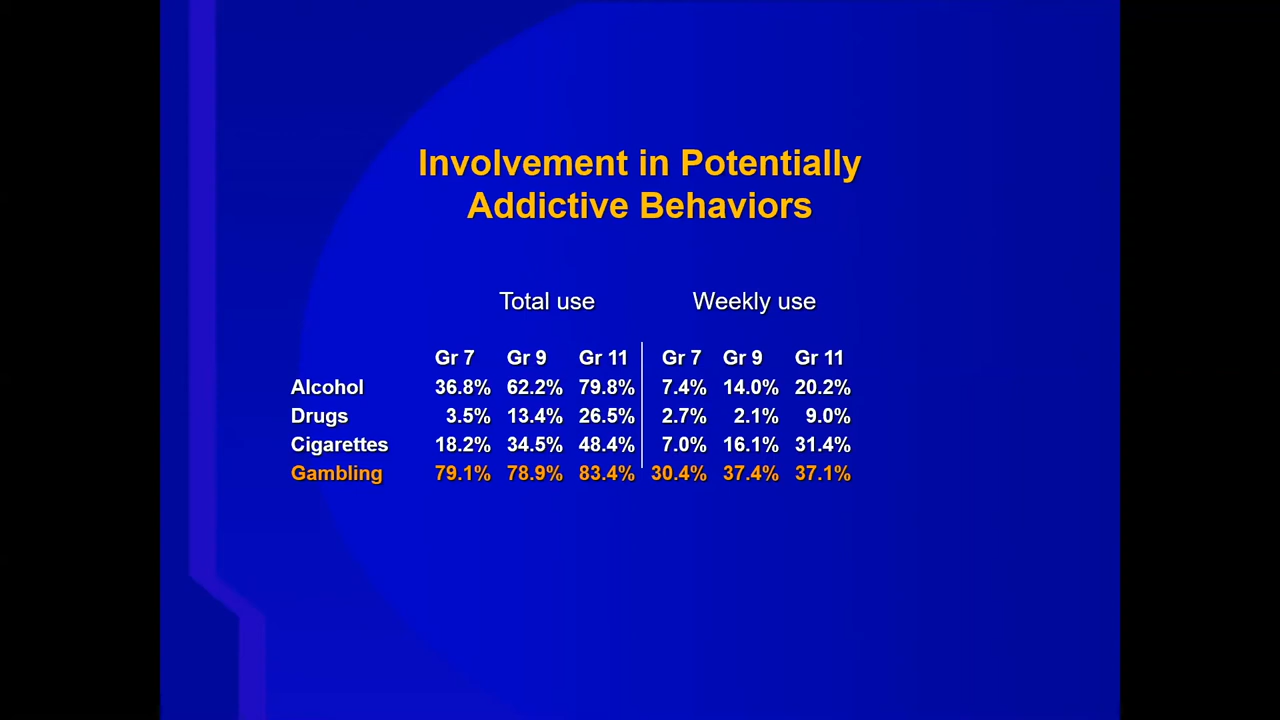 Involvement in Potentially
Addictive Behaviors
Total use Weekly use
Gr 7 Gr 9 Gr 11 Gr 7 Gr 9 Gr 11
Alcohol 36.8% 62.2% 79.8% 7.4% 14.0% 20.2%
Drugs 3.5% 13.4% 26.5% 2.7% 2.1% 9.0%
Cigarettes 18.2% 34.5% 48.4% 7.0% 16.1% 31.4%
Gambling 79.1% 78.9% 83.4% 30.4% 37.4% 37.1%